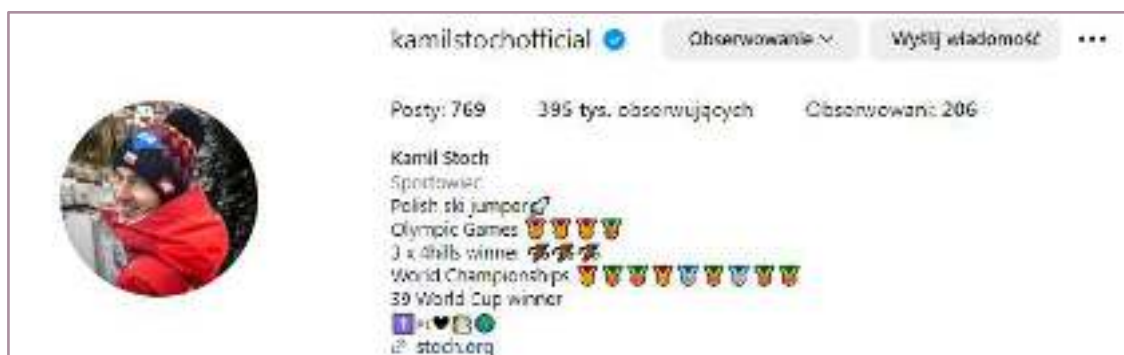 kamilstochofficial Obserwowanie Wyślij wiadomość
Posty: 769 395 tys. obserwujących Obserwowani: 206
Kamil Stoch
Sportowiec
Polish ski jumper
Olympic Games
3 x 4hills winner
World Championships
39 World Cup winner
stoch.org